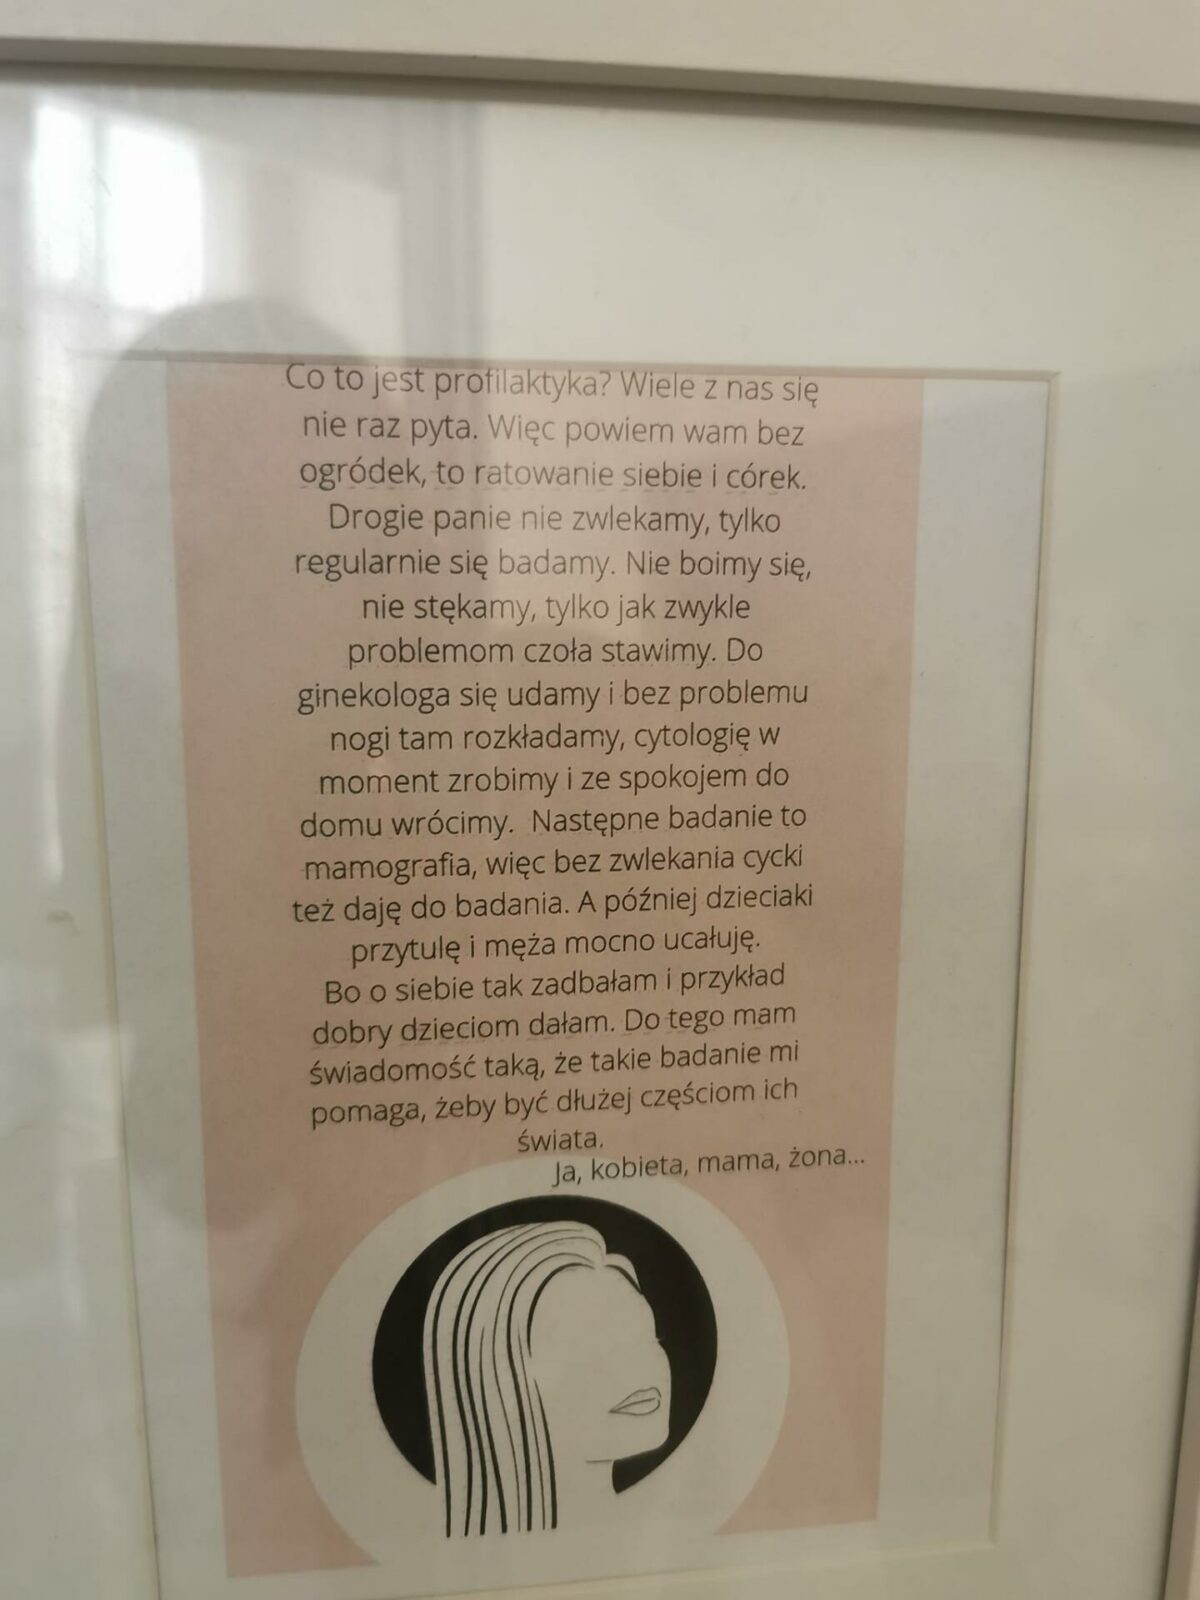 Co to jest profilaktyka? Wiele z nas się
nie raz pyta. Więc powiem wam bez
ogródek, to ratowanie siebie i córek.
Drogie panie nie zwlekamy, tylko
regularnie się badamy. Nie boimy się,
nie stękamy, tylko jak zwykle
problemom czoła stawimy. Do
ginekologa się udamy i bez problemu
nogi tam rozkładamy, cytologię w
moment zrobimy i ze spokojem do
domu wrócimy. Następne badanie to
mamografia, więc bez zwlekania cycki
też daję do badania. A później dzieciaki
przytulę i męża mocno ucałuję.
Bo o siebie tak zadbałam i przykład
dobry dzieciom dałam. Do tego mam
świadomość taką, że takie badanie mi
pomaga, żeby być dłużej częściom ich
świata.
Ja, kobieta, mama, żona...